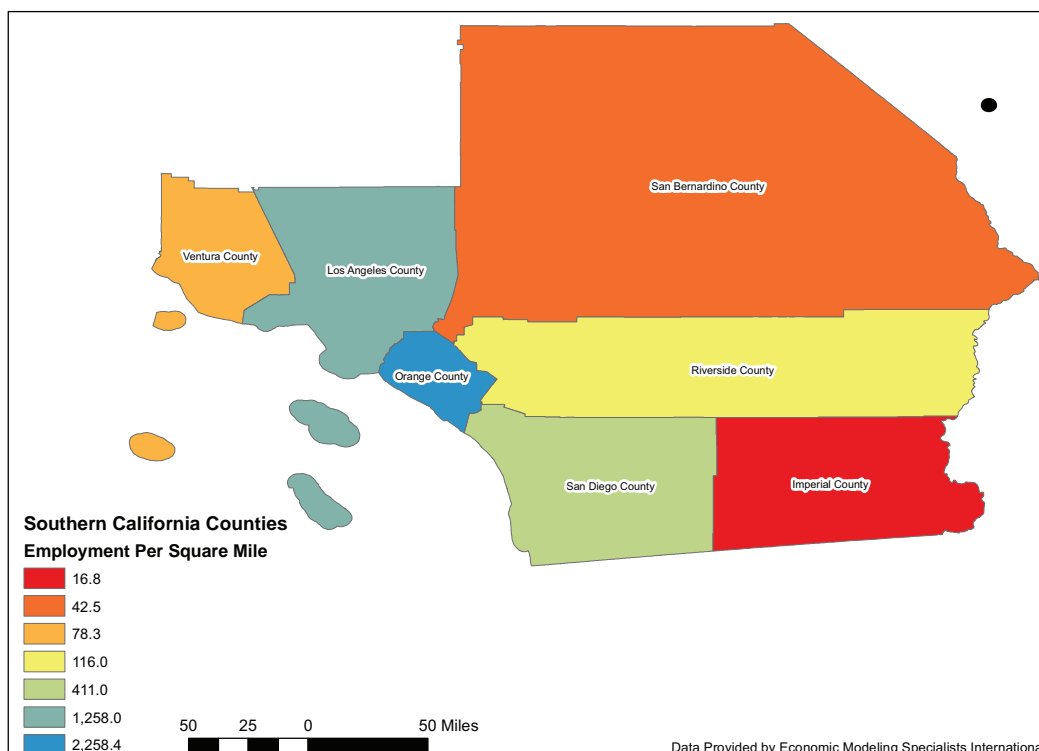 San Bernardino County
Ventura County
Los Angeles County
Riverside County
Orange County
San Diego County
Imperial County
Southern California Counties
Employment Per Square Mile
16.8
42.5
78.3
116.0
411.0
1,258.0
2,258.4
50 25 0 50 Miles
Data Provided by Economic Modeling Specialists International